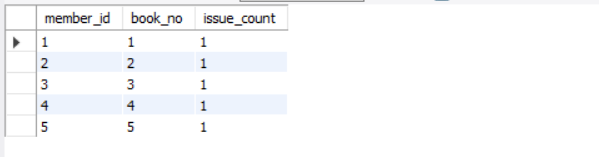 member_id book_no issue_count
1 1 1
2 2 1
3 3 1
4 4 1
5 5 1